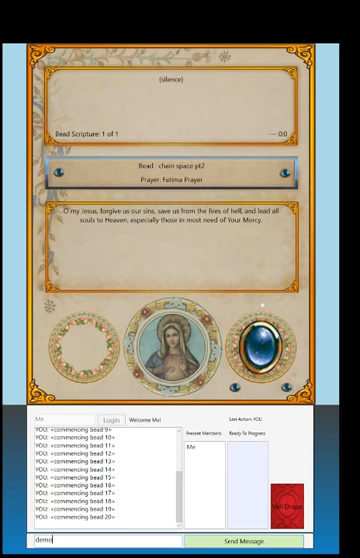 (silence)
Bead Scripture: 1 of 1
--- 0:0
Bead : chain space pt2
Prayer: Fatima Prayer
O my Jesus, forgive us our sins, save us from the fires of hell, and lead all
souls to Heaven, especially those in most need of Your Mercy.
Me
Login
Welcome Me!
Last Action: YOU
Present Members:
Ready To Progress
YOU: <commencing bead 9>
YOU: <commencing bead 10>
YOU: <commencing bead 11>
YOU: <commencing bead 12>
YOU: <commencing bead 13>
YOU: <commencing bead 14>
YOU: <commencing bead 15>
YOU: <commencing bead 16>
YOU: <commencing bead 17>
YOU: <commencing bead 18>
YOU: <commencing bead 19>
YOU: <commencing bead 20>
Me
Veil Drape
demo
Send Message